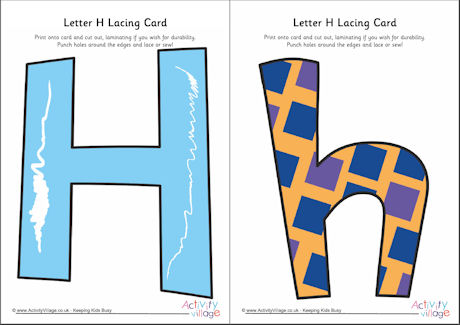 Letter H Lacing Card
Print onto card and cut out, laminating if you wish for durability.
Punch holes around the edges and lace or sew!
H
© www.ActivityVillage.co.uk - Keeping Kids Busy
Activity
village
Letter H Lacing Card
Print onto card and cut out, laminating if you wish for durability.
Punch holes around the edges and lace or sew!
h
© www.ActivityVillage.co.uk - Keeping Kids Busy
Activity
village